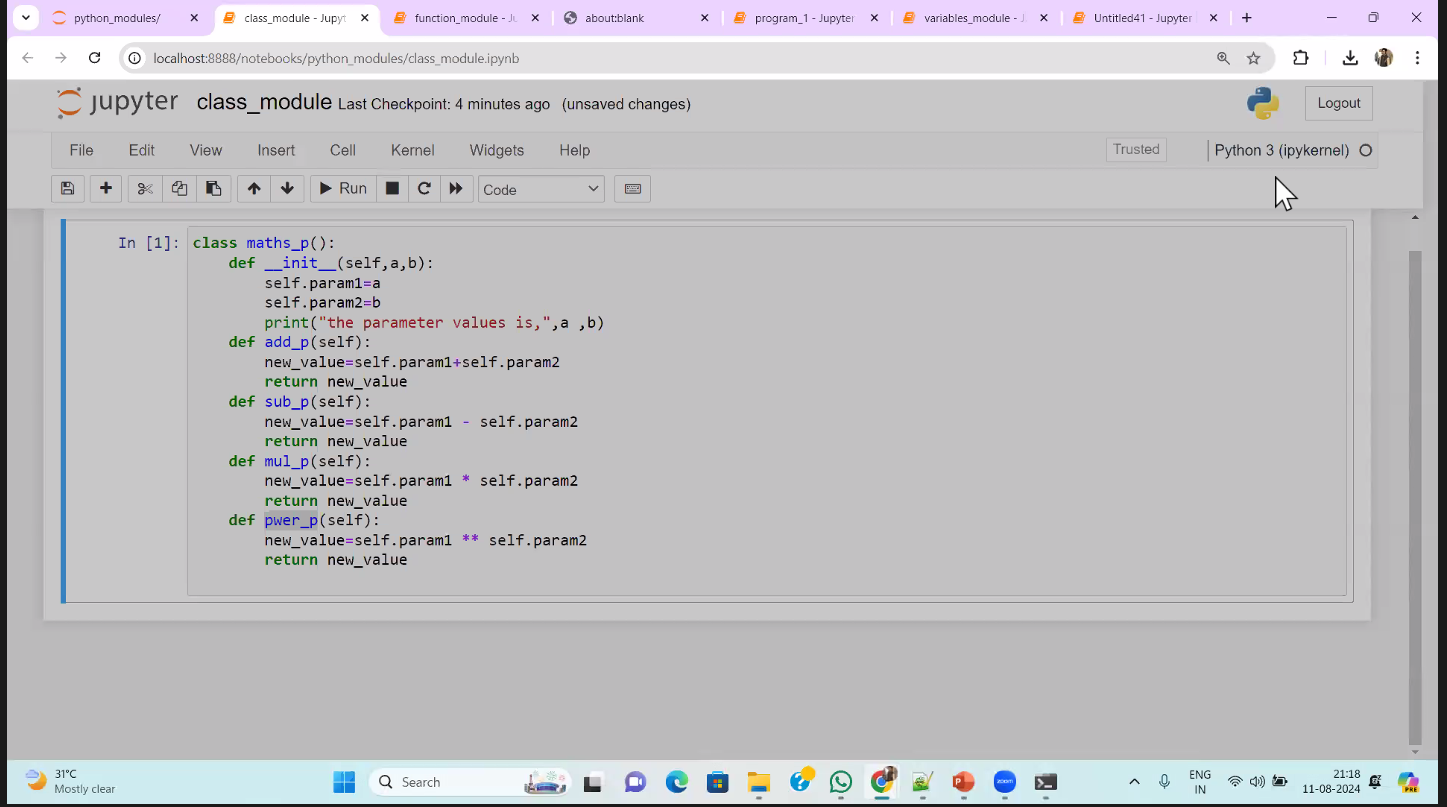 python_modules/
class_module - Jupyt
function_module - Ju
about:blank
program_1 - Jupyter
variables_module - J
Untitled41 - Jupyter
localhost:8888/notebooks/python_modules/class_module.ipynb
jupyter class_module Last Checkpoint: 4 minutes ago (unsaved changes)
Logout
File Edit View Insert Cell Kernel Widgets Help
Trusted
Python 3 (ipykernel)
Run
Code
In [1]: class maths_p():
def __init__(self,a,b):
self.param1=a
self.param2=b
print("the parameter values is,",a ,b)
def add_p(self):
new_value=self.param1+self.param2
return new_value
def sub_p(self):
new_value=self.param1 - self.param2
return new_value
def mul_p(self):
new_value=self.param1 * self.param2
return new_value
def pwer_p(self):
new_value=self.param1 ** self.param2
return new_value
31°C
Mostly clear
Search
zoom
ENG
IN
21:18
11-08-2024
PRE